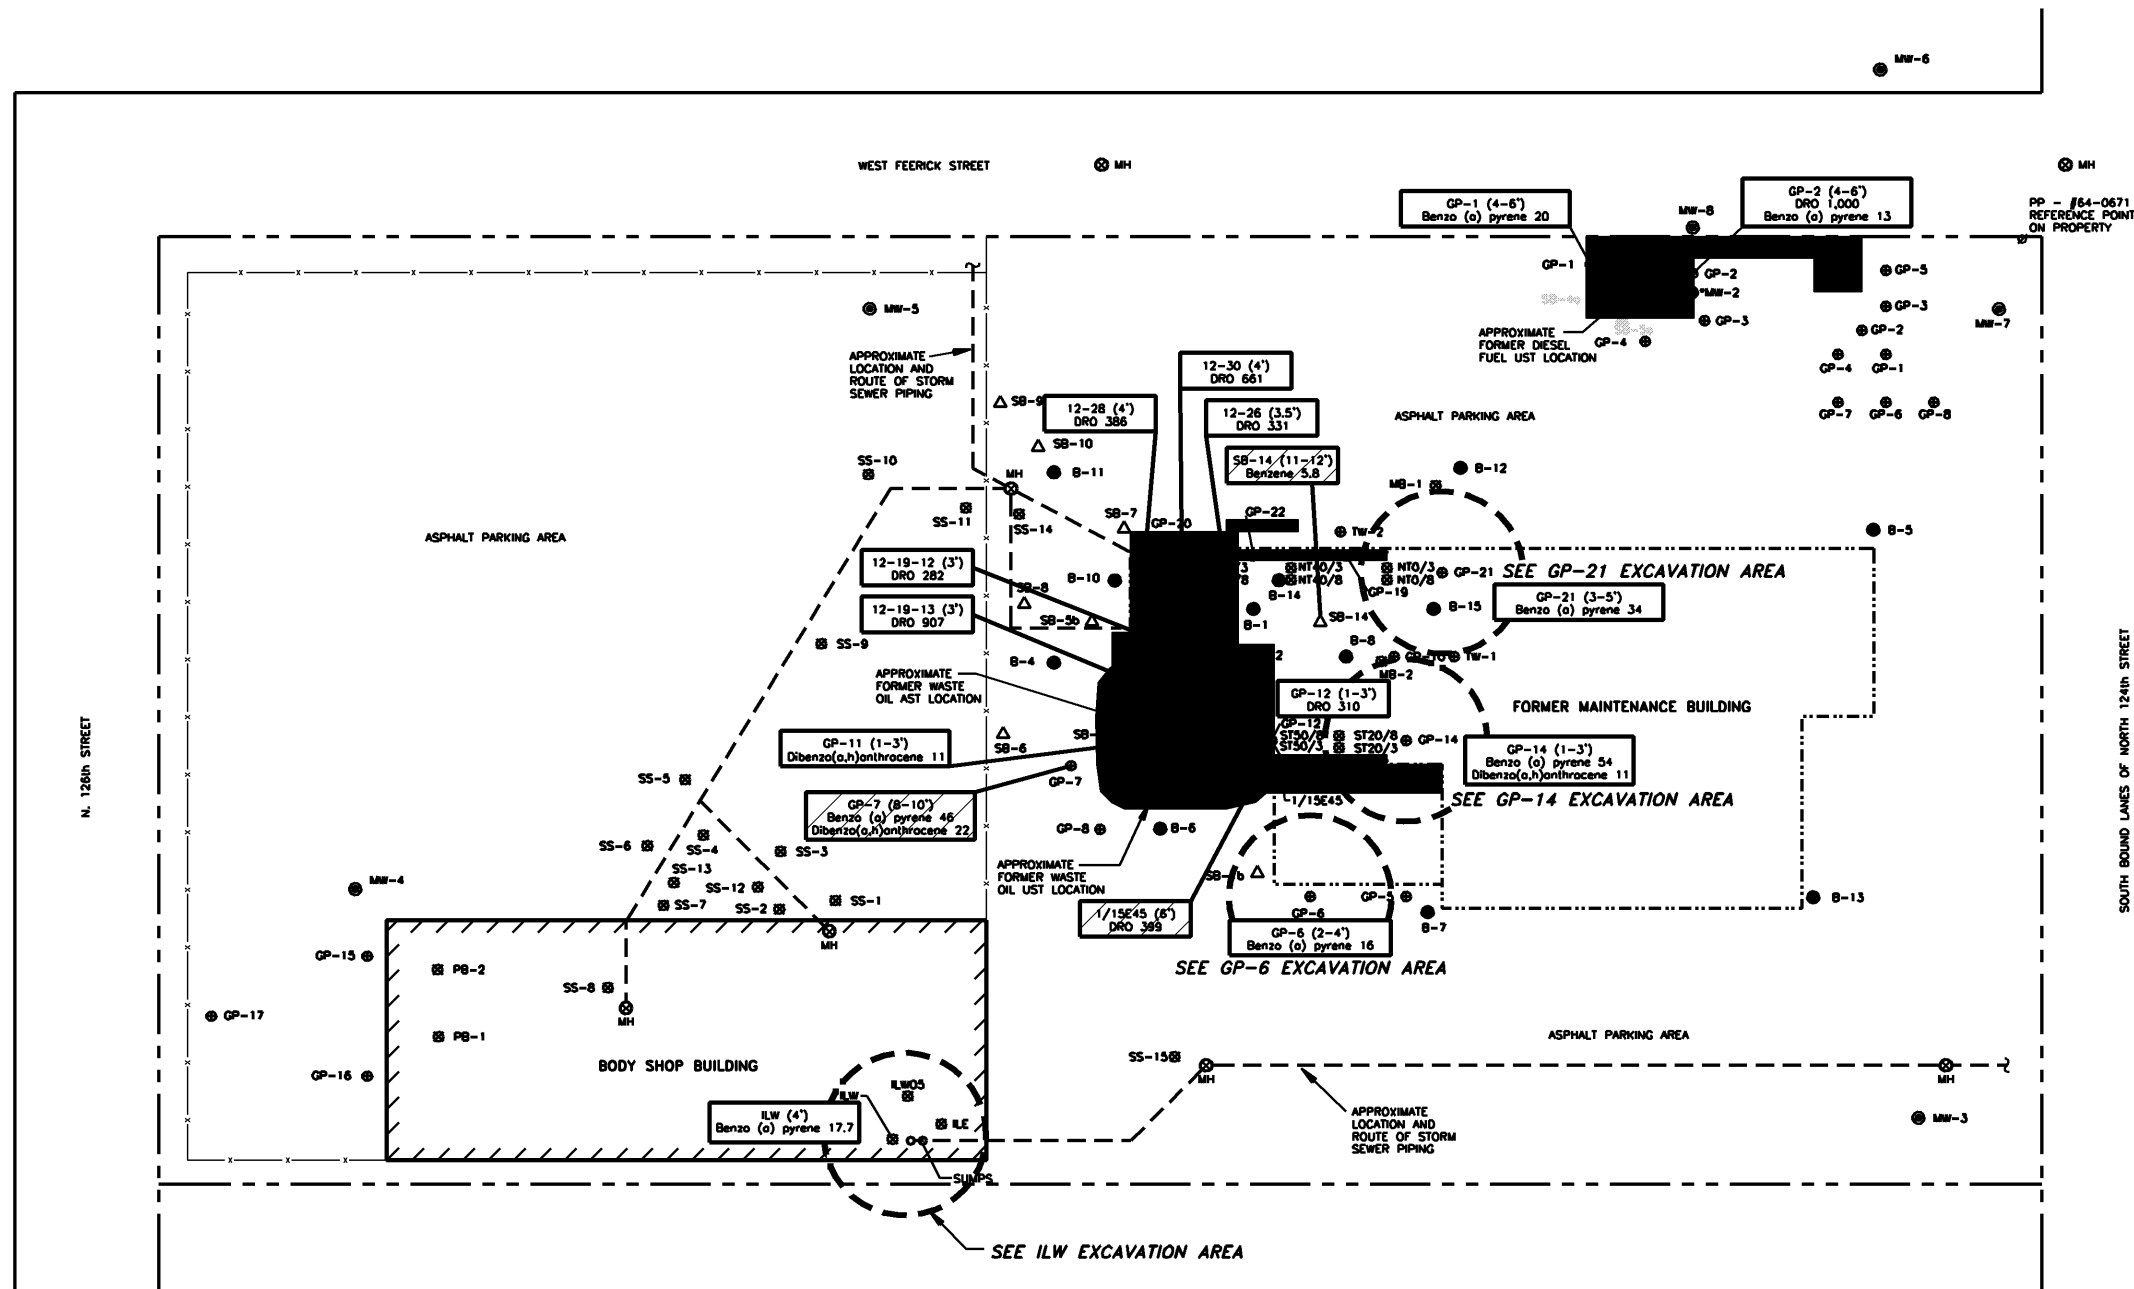 MW-6
WEST FEERICK STREET
MH
MH
PP - #64-0671
REFERENCE POINT
ON PROPERTY
GP-1 (4-6')
Benzo (a) pyrene 20
MW-8
GP-2 (4-6')
DRO 1,000
Benzo (a) pyrene 13
GP-1
GP-2
MW-2
GP-3
GP-4
SB-4a
GP-5
GP-3
GP-2
GP-4
GP-1
GP-7
GP-6
GP-8
MW-7
APPROXIMATE
FORMER DIESEL
FUEL UST LOCATION
MW-5
APPROXIMATE
LOCATION AND
ROUTE OF STORM
SEWER PIPING
12-30 (4')
DRO 661
12-28 (4')
DRO 386
12-26 (3.5')
DRO 331
SB-14 (11-12')
Benzene 5.8
ASPHALT PARKING AREA
SB-9
SB-10
B-11
MH
SS-10
SS-11
SS-14
SB-7
GP-20
GP-22
TW-2
MB-1
B-12
B-5
ASPHALT PARKING AREA
12-19-12 (3')
DRO 282
12-19-13 (3')
DRO 907
B-10
SB-8
SB-5b
B-4
NT40/3
NT40/8
B-14
B-1
SB-14
GP-19
NT0/3
NT0/8
GP-21
B-15
SEE GP-21 EXCAVATION AREA
GP-21 (3-5')
Benzo (a) pyrene 34
B-8
GP-10
TW-1
MB-2
SS-9
APPROXIMATE
FORMER WASTE
OIL AST LOCATION
GP-12 (1-3')
DRO 310
GP-12
ST50/8
ST50/3
ST20/8
ST20/3
GP-14
FORMER MAINTENANCE BUILDING
GP-14 (1-3')
Benzo (a) pyrene 54
Dibenzo(a,h)anthracene 11
SEE GP-14 EXCAVATION AREA
SB-6
GP-11 (1-3')
Dibenzo(a,h)anthracene 11
GP-7
GP-7 (8-10')
Benzo (a) pyrene 46
Dibenzo(a,h)anthracene 22
1/15E45
GP-8
B-6
APPROXIMATE
FORMER WASTE
OIL UST LOCATION
1/15E45 (6')
DRO 399
GP-6
GP-5
B-7
GP-6 (2-4')
Benzo (a) pyrene 16
SEE GP-6 EXCAVATION AREA
B-13
N. 126th STREET
SOUTH BOUND LANES OF NORTH 124th STREET
SS-5
SS-6
SS-4
SS-3
SS-13
SS-12
SS-7
SS-2
SS-1
MH
MW-4
GP-15
PB-2
SS-8
MH
GP-17
PB-1
GP-16
BODY SHOP BUILDING
ILW05
ILW
ILE
ILW (4')
Benzo (a) pyrene 17.7
SUMPS
SEE ILW EXCAVATION AREA
SS-15
MH
ASPHALT PARKING AREA
MH
MW-3
APPROXIMATE
LOCATION AND
ROUTE OF STORM
SEWER PIPING